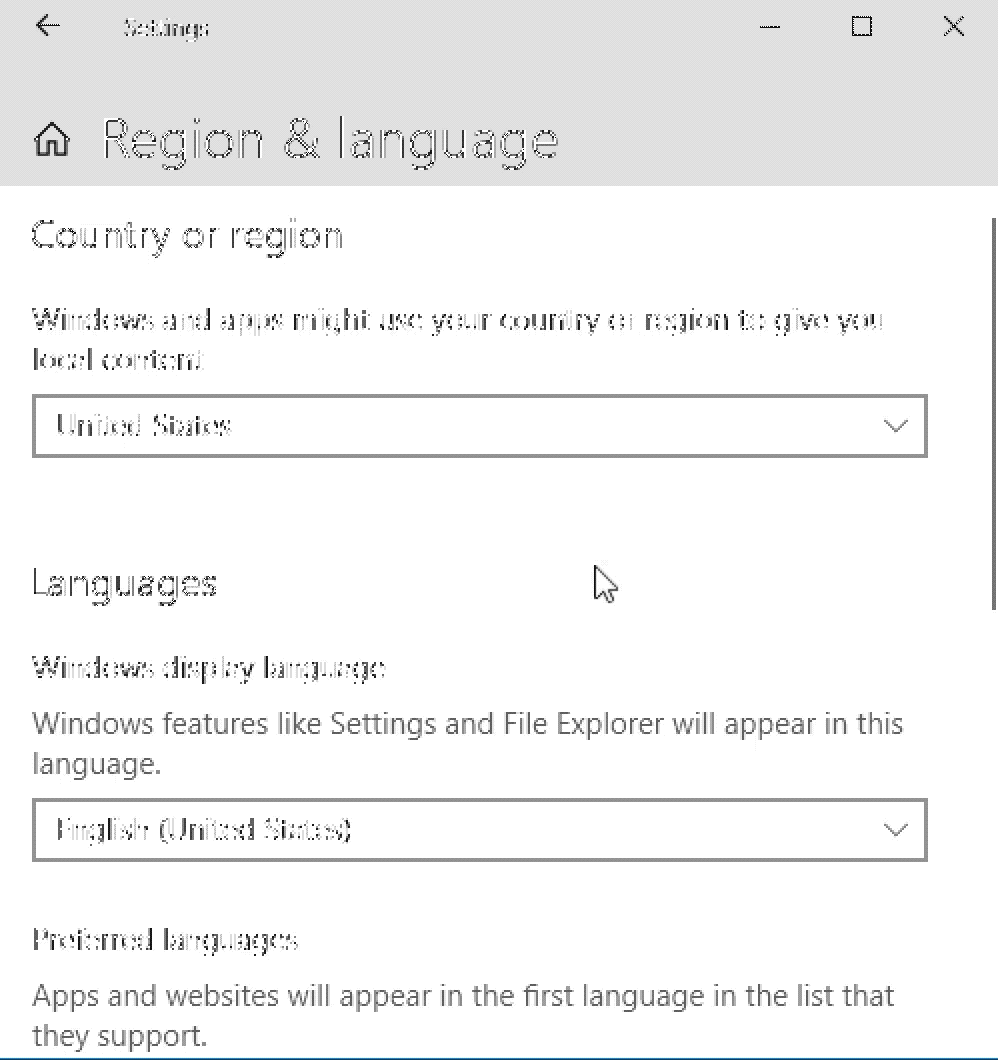 Settings
Region & language
Country or region
Windows and apps might use your country or region to give you
local content
United States
Languages
Windows display language
Windows features like Settings and File Explorer will appear in this
language.
English (United States)
Preferred languages
Apps and websites will appear in the first language in the list that
they support.